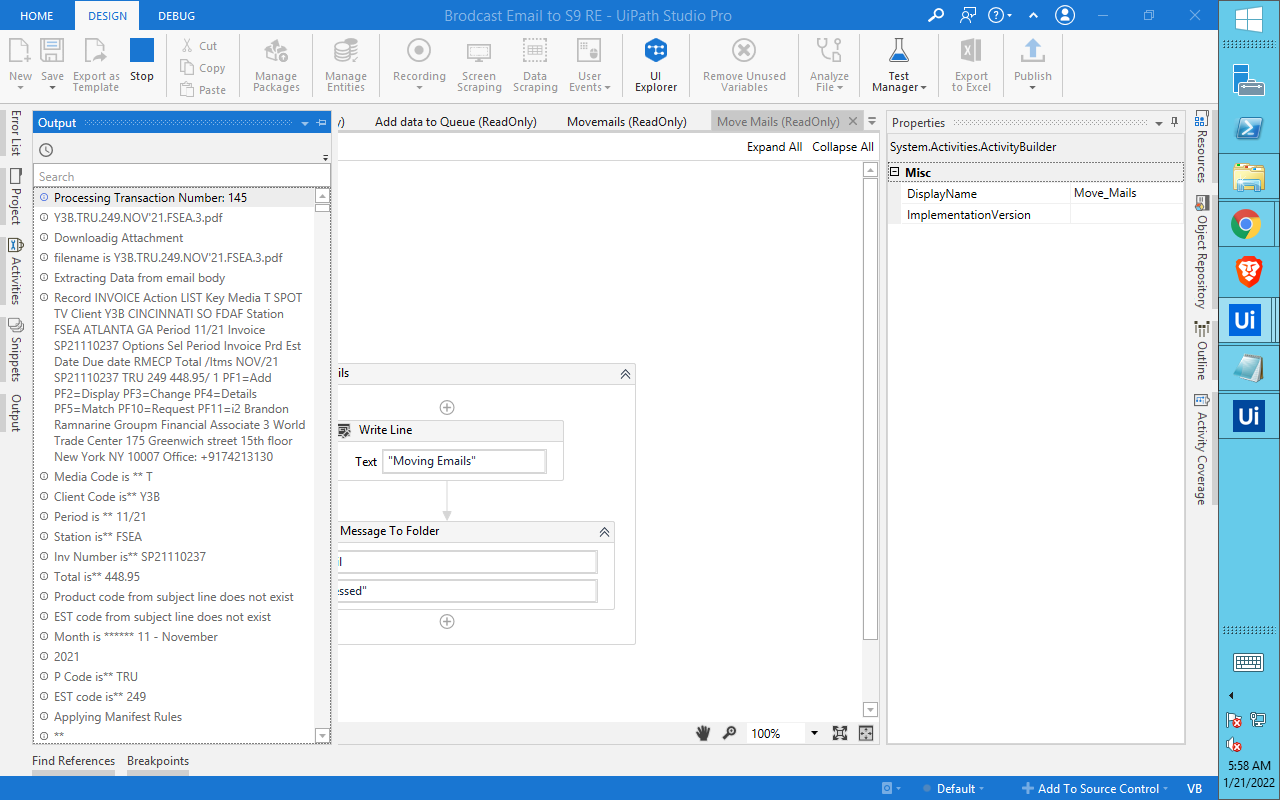 HOME
DESIGN
DEBUG
Brodcast Email to S9 RE - UiPath Studio Pro
New
Save
Export as
Template
Stop
Cut
Copy
Paste
Manage
Packages
Manage
Entities
Recording
Screen
Scraping
Data
Scraping
User
Events
UI
Explorer
Remove Unused
Variables
Analyze
File
Test
Manager
Export
to Excel
Publish
Error List
Project
Activities
Snippets
Output
Output
Search
Processing Transaction Number: 145
Y3B.TRU.249.NOV'21.FSEA.3.pdf
Downloadig Attachment
filename is Y3B.TRU.249.NOV'21.FSEA.3.pdf
Extracting Data from email body
Record INVOICE Action LIST Key Media T SPOT
TV Client Y3B CINCINNATI SO FDAF Station
FSEA ATLANTA GA Period 11/21 Invoice
SP21110237 Options Sel Period Invoice Prd Est
Date Due date RMECP Total /Itms NOV/21
SP21110237 TRU 249 448.95/ 1 PF1=Add
PF2=Display PF3=Change PF4=Details
PF5=Match PF10=Request PF11=i2 Brandon
Ramnarine Groupm Financial Associate 3 World
Trade Center 175 Greenwich street 15th floor
New York NY 10007 Office: +9174213130
Media Code is ** T
Client Code is** Y3B
Period is ** 11/21
Station is** FSEA
Inv Number is** SP21110237
Total is** 448.95
Product code from subject line does not exist
EST code from subject line does not exist
Month is ****** 11 - November
2021
P Code is** TRU
EST code is** 249
Applying Manifest Rules
**
Find References
Breakpoints
y)
Add data to Queue (ReadOnly)
Movemails (ReadOnly)
Move Mails (ReadOnly)
Expand All
Collapse All
ils
Write Line
Text
"Moving Emails"
Message To Folder
il
essed"
100%
Properties
System.Activities.ActivityBuilder
Misc
DisplayName
Move_Mails
ImplementationVersion
Resources
Object Repository
Outline
Activity Coverage
Default
Add To Source Control
VB
Ui
Ui
5:58 AM
1/21/2022